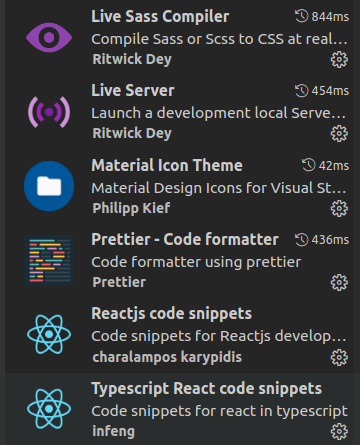 Live Sass Compiler 844ms
Compile Sass or Scss to CSS at real...
Ritwick Dey
Live Server 454ms
Launch a development local Serve...
Ritwick Dey
Material Icon Theme 42ms
Material Design Icons for Visual St...
Philipp Kief
Prettier - Code formatter 436ms
Code formatter using prettier
Prettier
Reactjs code snippets
Code snippets for Reactjs develop...
charalampos karypidis
Typescript React code snippets
Code snippets for react in typescript
infeng